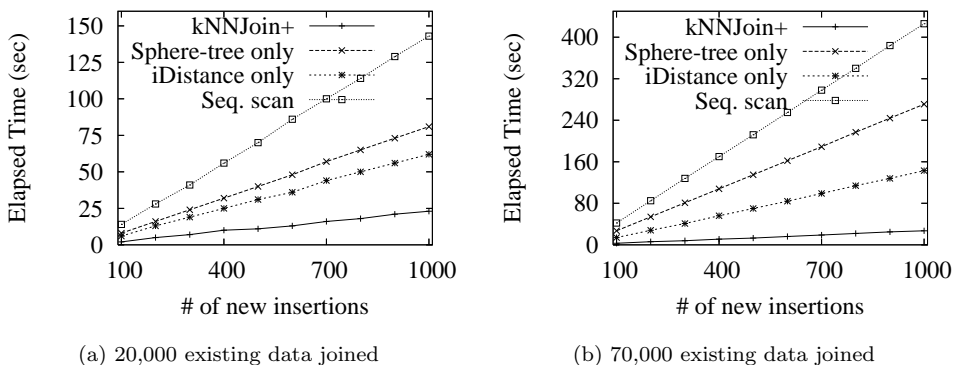 150
125
100
75
50
25
0
Elapsed Time (sec)
kNNJoin+
Sphere-tree only
iDistance only
Seq. scan
100 400 700 1000
# of new insertions
(a) 20,000 existing data joined
400
320
240
160
80
0
Elapsed Time (sec)
kNNJoin+
Sphere-tree only
iDistance only
Seq. scan
100 400 700 1000
# of new insertions
(b) 70,000 existing data joined